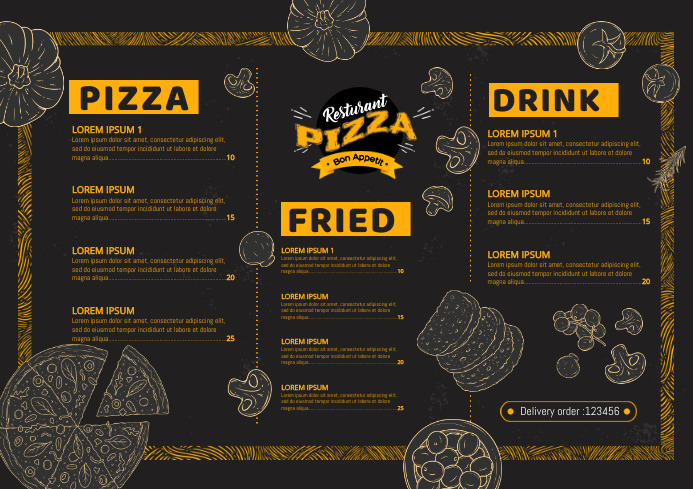 PIZZA
LOREM IPSUM 1
Lorem ipsum dolor sit amet, consectetur adipiscing elit,
sed do eiusmod tempor incididunt ut labore et dolore
magna aliqua 10
LOREM IPSUM
Lorem ipsum dolor sit amet, consectetur adipiscing elit,
sed do eiusmod tempor incididunt ut labore et dolore
magna aliqua 15
LOREM IPSUM
Lorem ipsum dolor sit amet, consectetur adipiscing elit,
sed do eiusmod tempor incididunt ut labore et dolore
magna aliqua 20
LOREM IPSUM
Lorem ipsum dolor sit amet, consectetur adipiscing elit,
sed do eiusmod tempor incididunt ut labore et dolore
magna aliqua 25
Resturant
PIZZA
Bon Appetit
FRIED
LOREM IPSUM 1
Lorem ipsum dolor sit amet, consectetur adipiscing elit,
sed do eiusmod tempor incididunt ut labore et dolore
magna aliqua 10
LOREM IPSUM
Lorem ipsum dolor sit amet, consectetur adipiscing elit,
sed do eiusmod tempor incididunt ut labore et dolore
magna aliqua 15
LOREM IPSUM
Lorem ipsum dolor sit amet, consectetur adipiscing elit,
sed do eiusmod tempor incididunt ut labore et dolore
magna aliqua 20
LOREM IPSUM
Lorem ipsum dolor sit amet, consectetur adipiscing elit,
sed do eiusmod tempor incididunt ut labore et dolore
magna aliqua 25
DRINK
LOREM IPSUM 1
Lorem ipsum dolor sit amet, consectetur adipiscing elit,
sed do eiusmod tempor incididunt ut labore et dolore
magna aliqua 10
LOREM IPSUM
Lorem ipsum dolor sit amet, consectetur adipiscing elit,
sed do eiusmod tempor incididunt ut labore et dolore
magna aliqua 15
LOREM IPSUM
Lorem ipsum dolor sit amet, consectetur adipiscing elit,
sed do eiusmod tempor incididunt ut labore et dolore
magna aliqua 20
Delivery order :123456